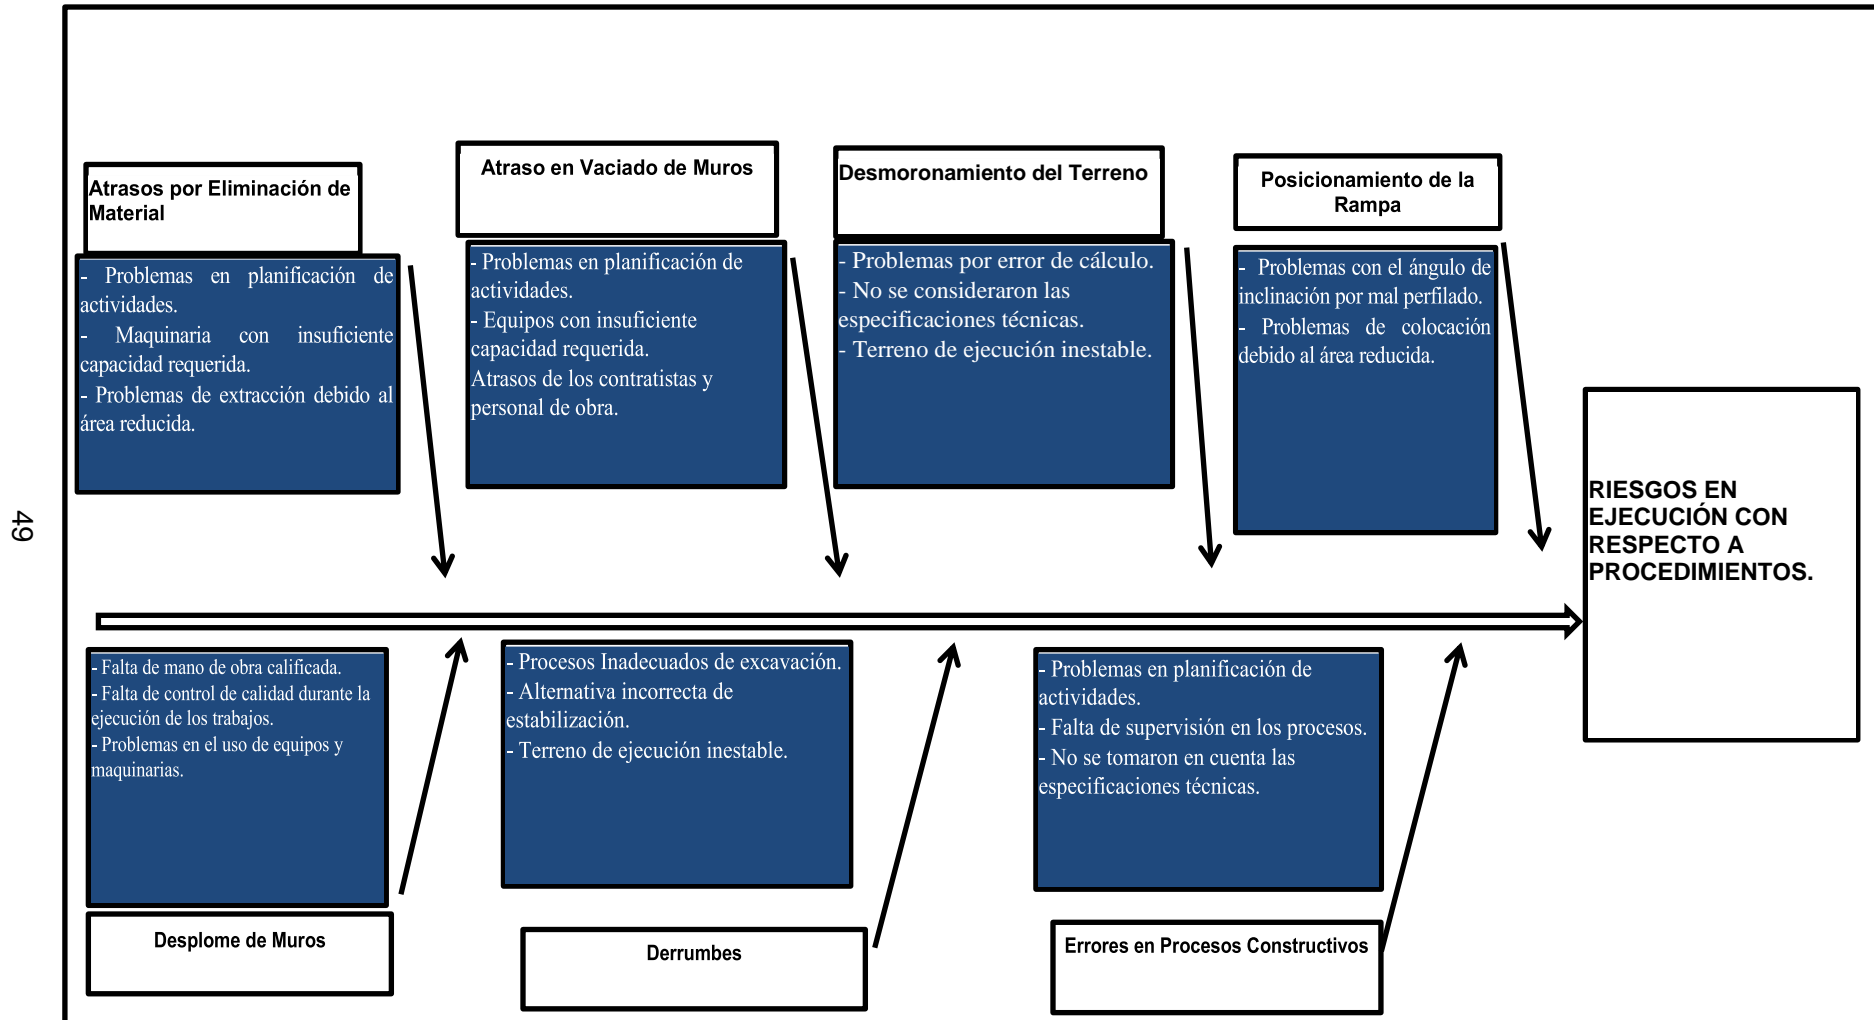 Atrasos por Eliminación de
Material
- Problemas en planificación de
actividades.
- Maquinaria con insuficiente
capacidad requerida.
- Problemas de extracción debido al
área reducida.
Atraso en Vaciado de Muros
- Problemas en planificación de
actividades.
- Equipos con insuficiente
capacidad requerida.
Atrasos de los contratistas y
personal de obra.
Desmoronamiento del Terreno
- Problemas por error de cálculo.
- No se consideraron las
especificaciones técnicas.
- Terreno de ejecución inestable.
Posicionamiento de la
Rampa
- Problemas con el ángulo de
inclinación por mal perfilado.
- Problemas de colocación
debido al área reducida.
RIESGOS EN
EJECUCIÓN CON
RESPECTO A
PROCEDIMIENTOS.
49
- Falta de mano de obra calificada.
- Falta de control de calidad durante la
ejecución de los trabajos.
- Problemas en el uso de equipos y
maquinarias.
Desplome de Muros
- Procesos Inadecuados de excavación.
- Alternativa incorrecta de
estabilización.
- Terreno de ejecución inestable.
Derrumbes
- Problemas en planificación de
actividades.
- Falta de supervisión en los procesos.
- No se tomaron en cuenta las
especificaciones técnicas.
Errores en Procesos Constructivos